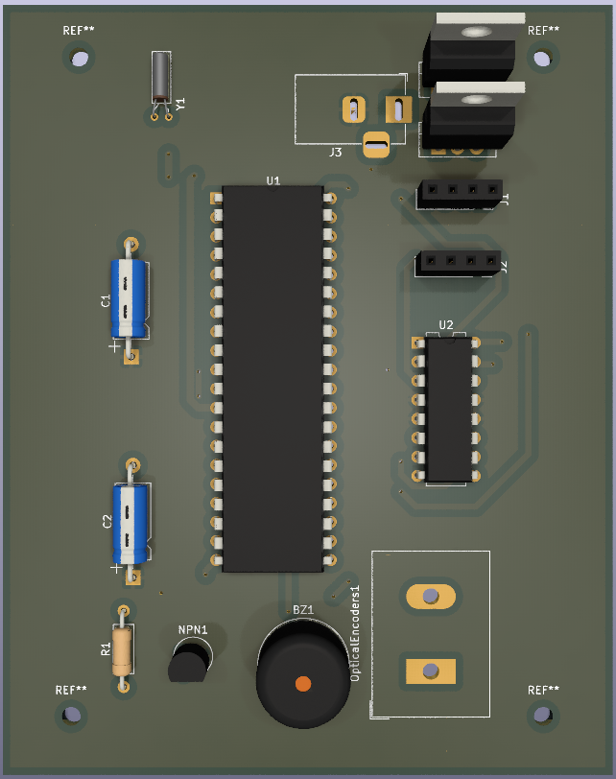 REF**
REF**
Y1
J3
U1
J1
J2
C1
U2
C2
OpticalEncoders1
BZ1
NPN1
R1
REF**
REF**